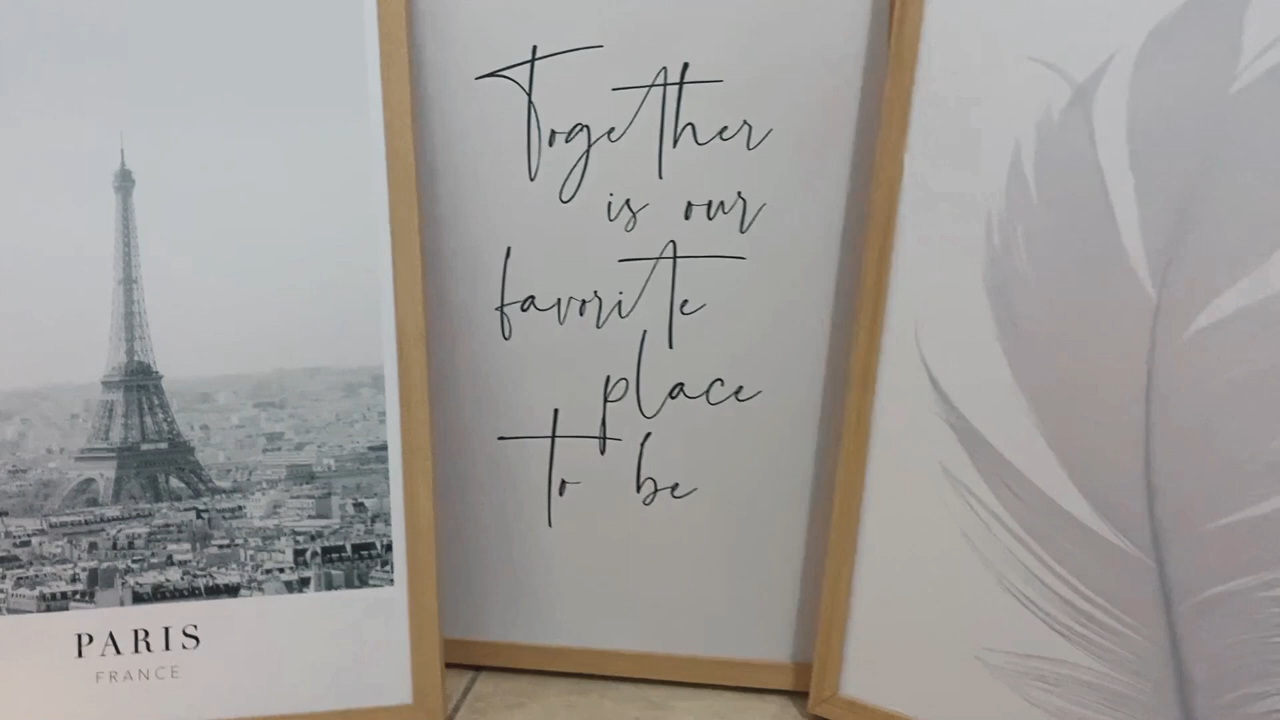 PARIS
FRANCE
Together
is our
favorite
place
to be